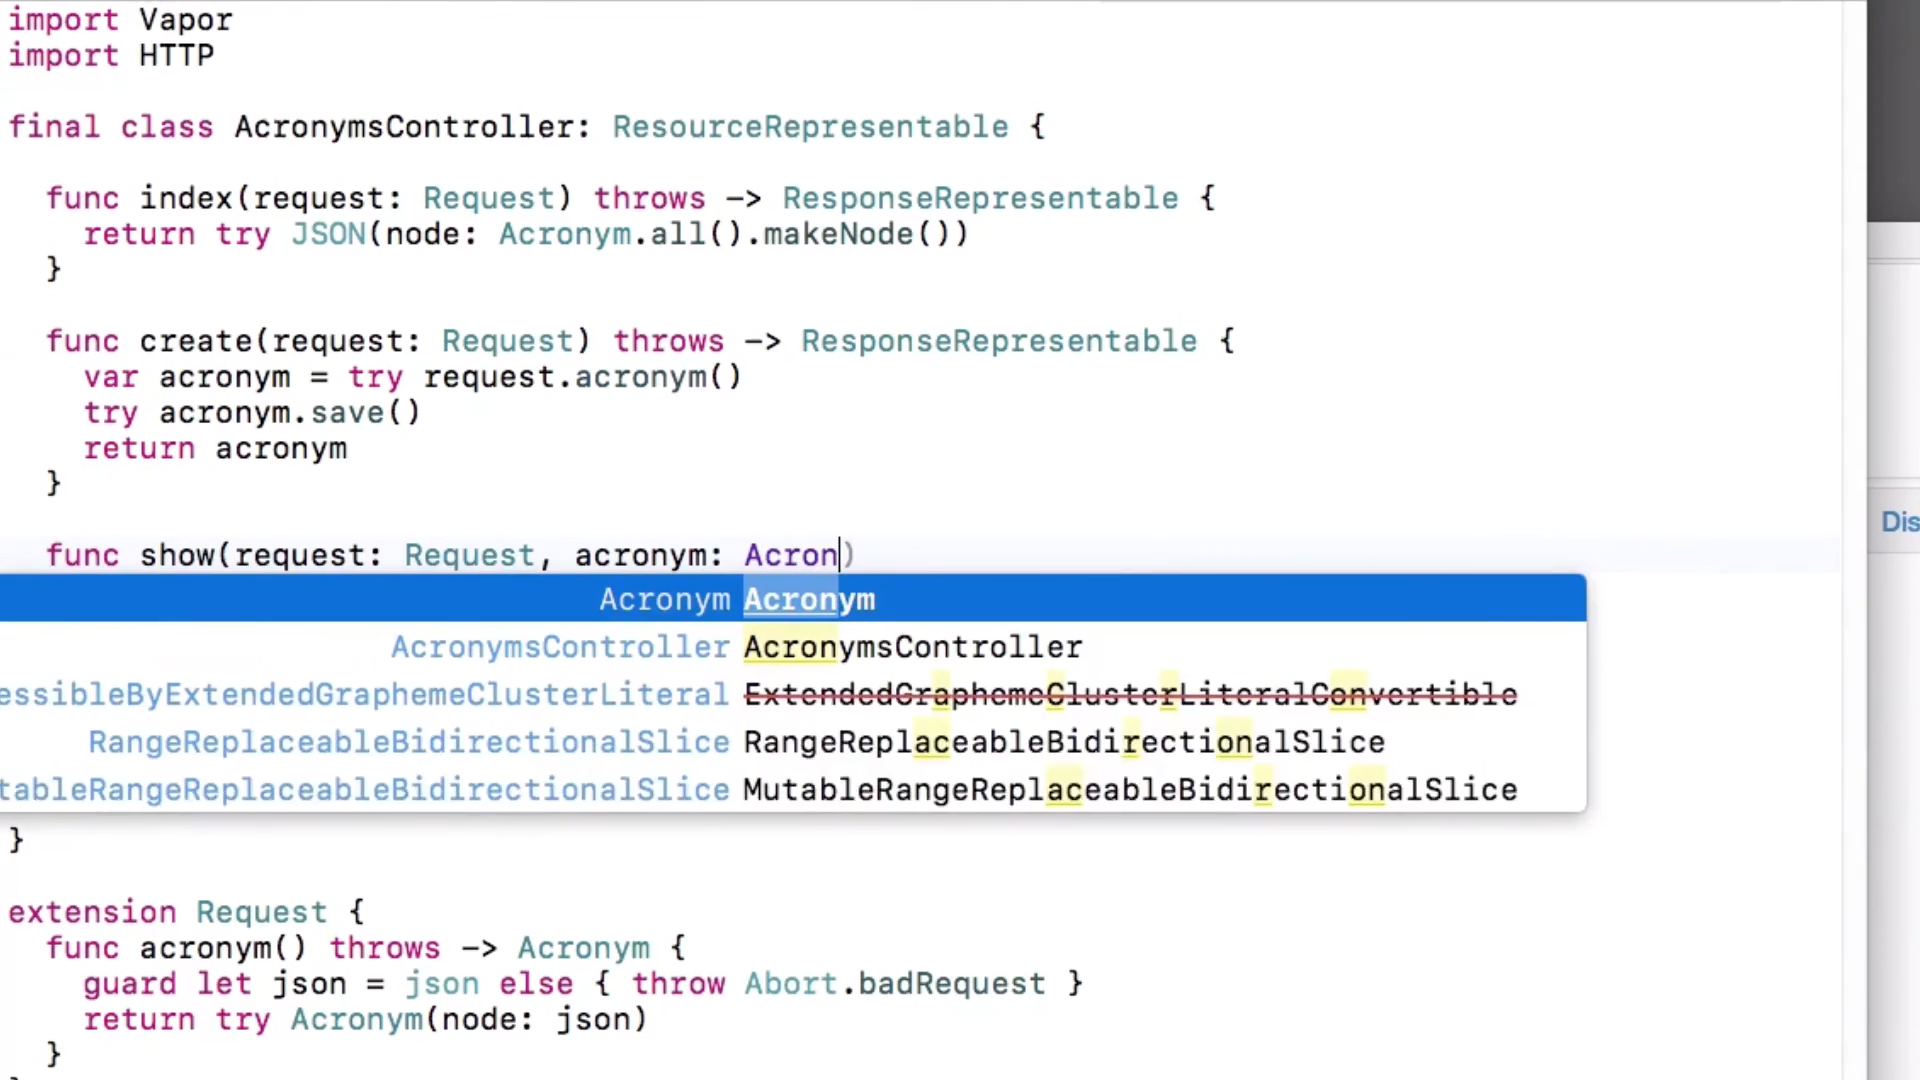 import Vapor
import HTTP
final class AcronymsController: ResourceRepresentable {
func index(request: Request) throws -> ResponseRepresentable {
return try JSON(node: Acronym.all().makeNode())
}
func create(request: Request) throws -> ResponseRepresentable {
var acronym = try request.acronym()
try acronym.save()
return acronym
}
Dis
func show(request: Request, acronym: Acron)
Acronym Acronym
AcronymsController AcronymsController
essibleByExtendedGraphemeClusterLiteral ExtendedGraphemeClusterLiteralConvertible
RangeReplaceableBidirectionalSlice RangeReplaceableBidirectionalSlice
tableRangeReplaceableBidirectionalSlice MutableRangeReplaceableBidirectionalSlice
}
extension Request {
func acronym() throws -> Acronym {
guard let json = json else { throw Abort.badRequest }
return try Acronym(node: json)
}